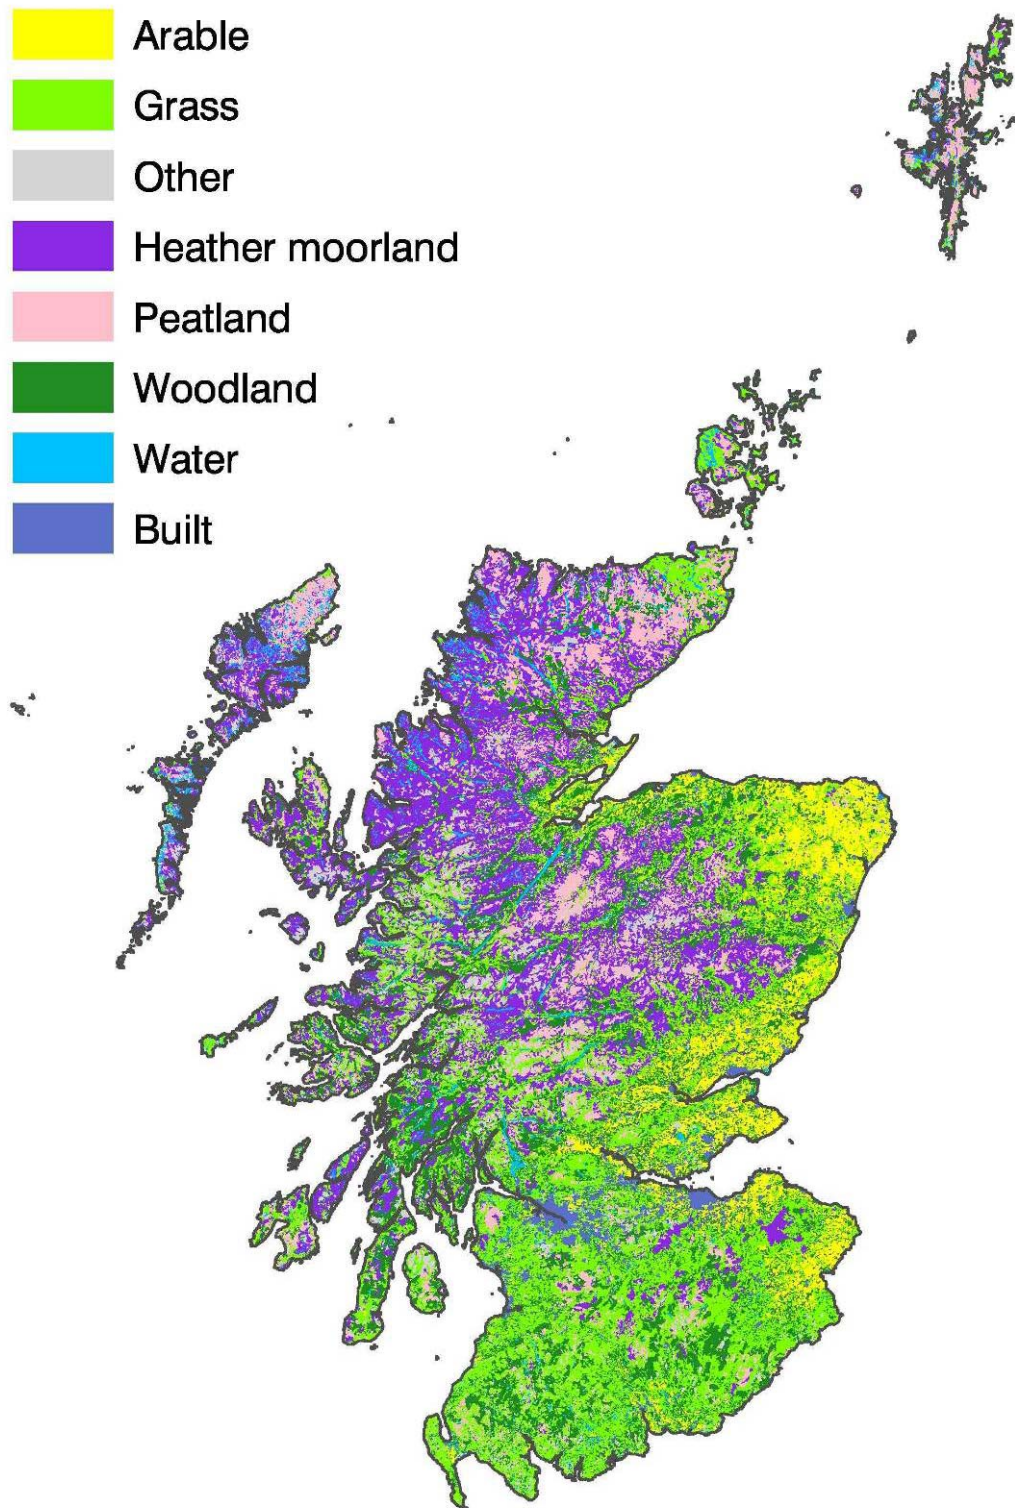 Arable
Grass
Other
Heather moorland
Peatland
Woodland
Water
Built